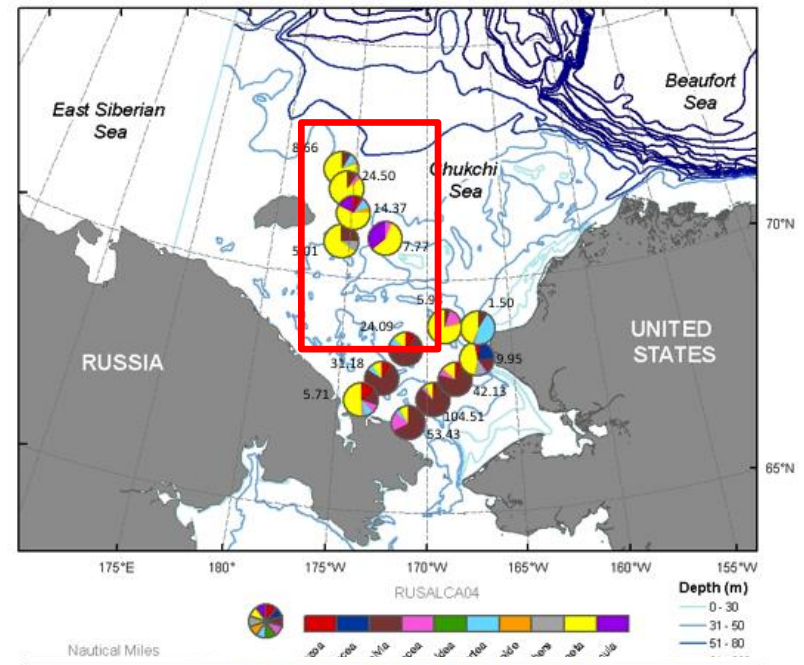 East Siberian
Sea
Beaufort
Sea
Chukchi
Sea
8.66
24.50
14.37
5.01
7.77
70°N
5.9
1.50
24.09
UNITED
STATES
RUSSIA
31.18
9.95
5.71
42.13
104.51
53.43
65°N
175°E
180°
175°W
170°W
165°W
160°W
155°W
RUSALCA04
Depth (m)
0 - 30
31 - 50
51 - 80
Nautical Miles